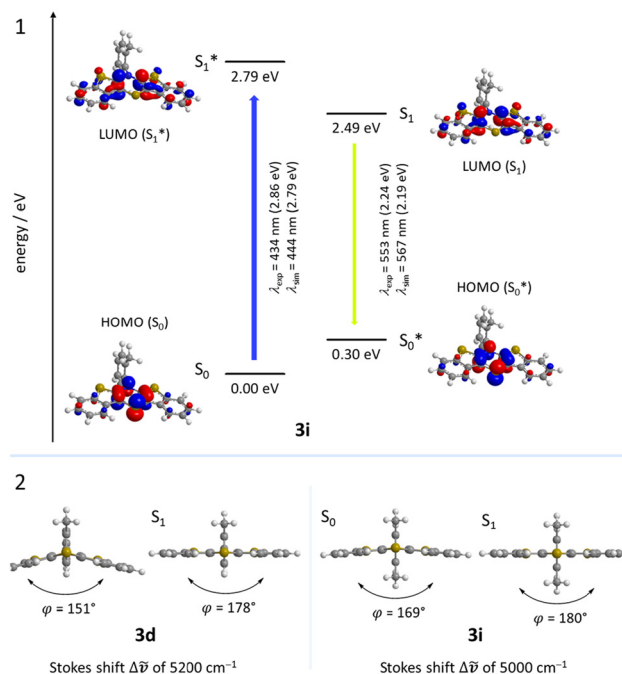 1
S₁*
2.79 eV
LUMO (S₁*)
S₁
2.49 eV
LUMO (S₁)
energy / eV
λexp = 434 nm (2.86 eV)
λsim = 444 nm (2.79 eV)
λexp = 553 nm (2.24 eV)
λsim = 567 nm (2.19 eV)
HOMO (S₀)
S₀
0.00 eV
HOMO (S₀*)
S₀*
0.30 eV
3i
2
S₁
φ = 151°
φ = 178°
3d
Stokes shift Δν̃ of 5200 cm⁻¹
S₀
S₁
φ = 169°
φ = 180°
3i
Stokes shift Δν̃ of 5000 cm⁻¹